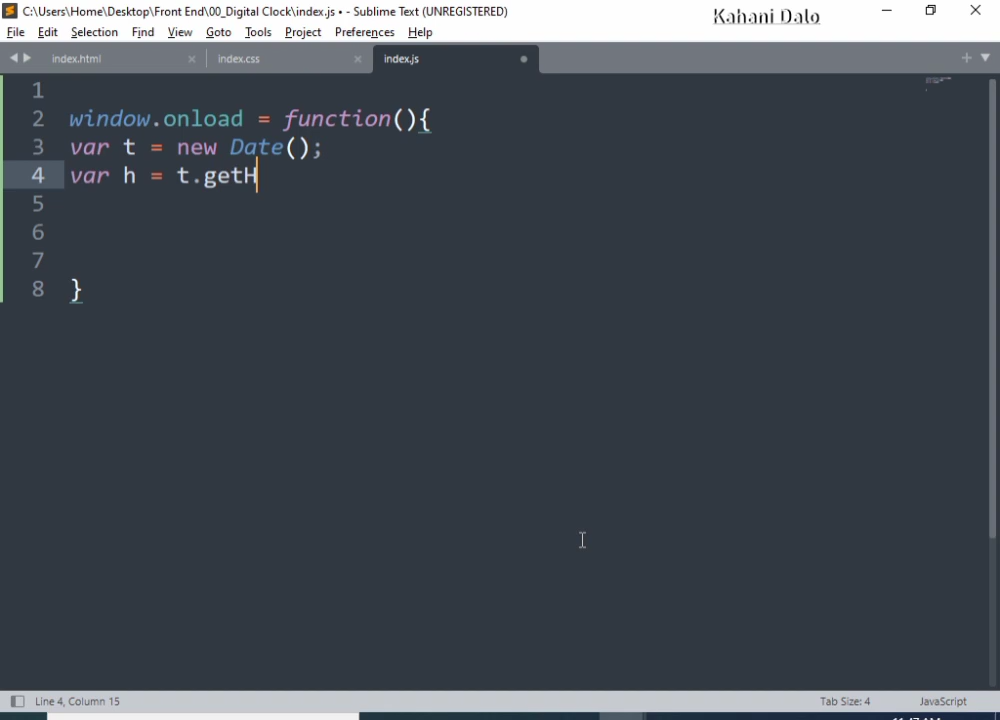 C:\Users\Home\Desktop\Front End\00_Digital Clock\index.js • - Sublime Text (UNREGISTERED)
Kahani Dalo
File Edit Selection Find View Goto Tools Project Preferences Help
index.html index.css index.js
1
2 window.onload = function(){
3 var t = new Date();
4 var h = t.getH
5
6
7
8 }
Line 4, Column 15 Tab Size: 4 JavaScript